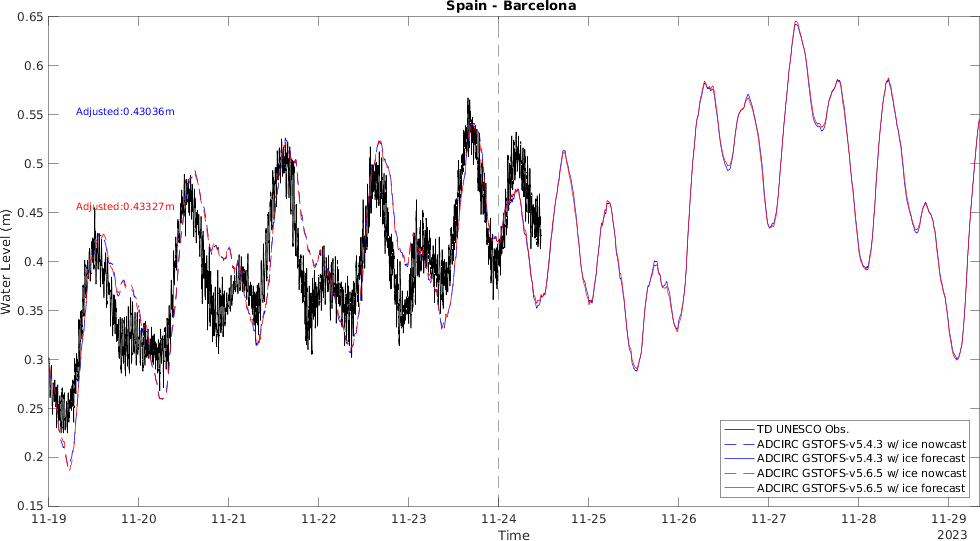 Spain - Barcelona
0.65
0.6
0.55
0.5
0.45
0.4
0.35
0.3
0.25
0.2
0.15
Water Level (m)
Adjusted:0.43036m
Adjusted:0.43327m
TD UNESCO Obs.
ADCIRC GSTOFS-v5.4.3 w/ ice nowcast
ADCIRC GSTOFS-v5.4.3 w/ ice forecast
ADCIRC GSTOFS-v5.6.5 w/ ice nowcast
ADCIRC GSTOFS-v5.6.5 w/ ice forecast
11-19 11-20 11-21 11-22 11-23 11-24 11-25 11-26 11-27 11-28 11-29
Time
2023